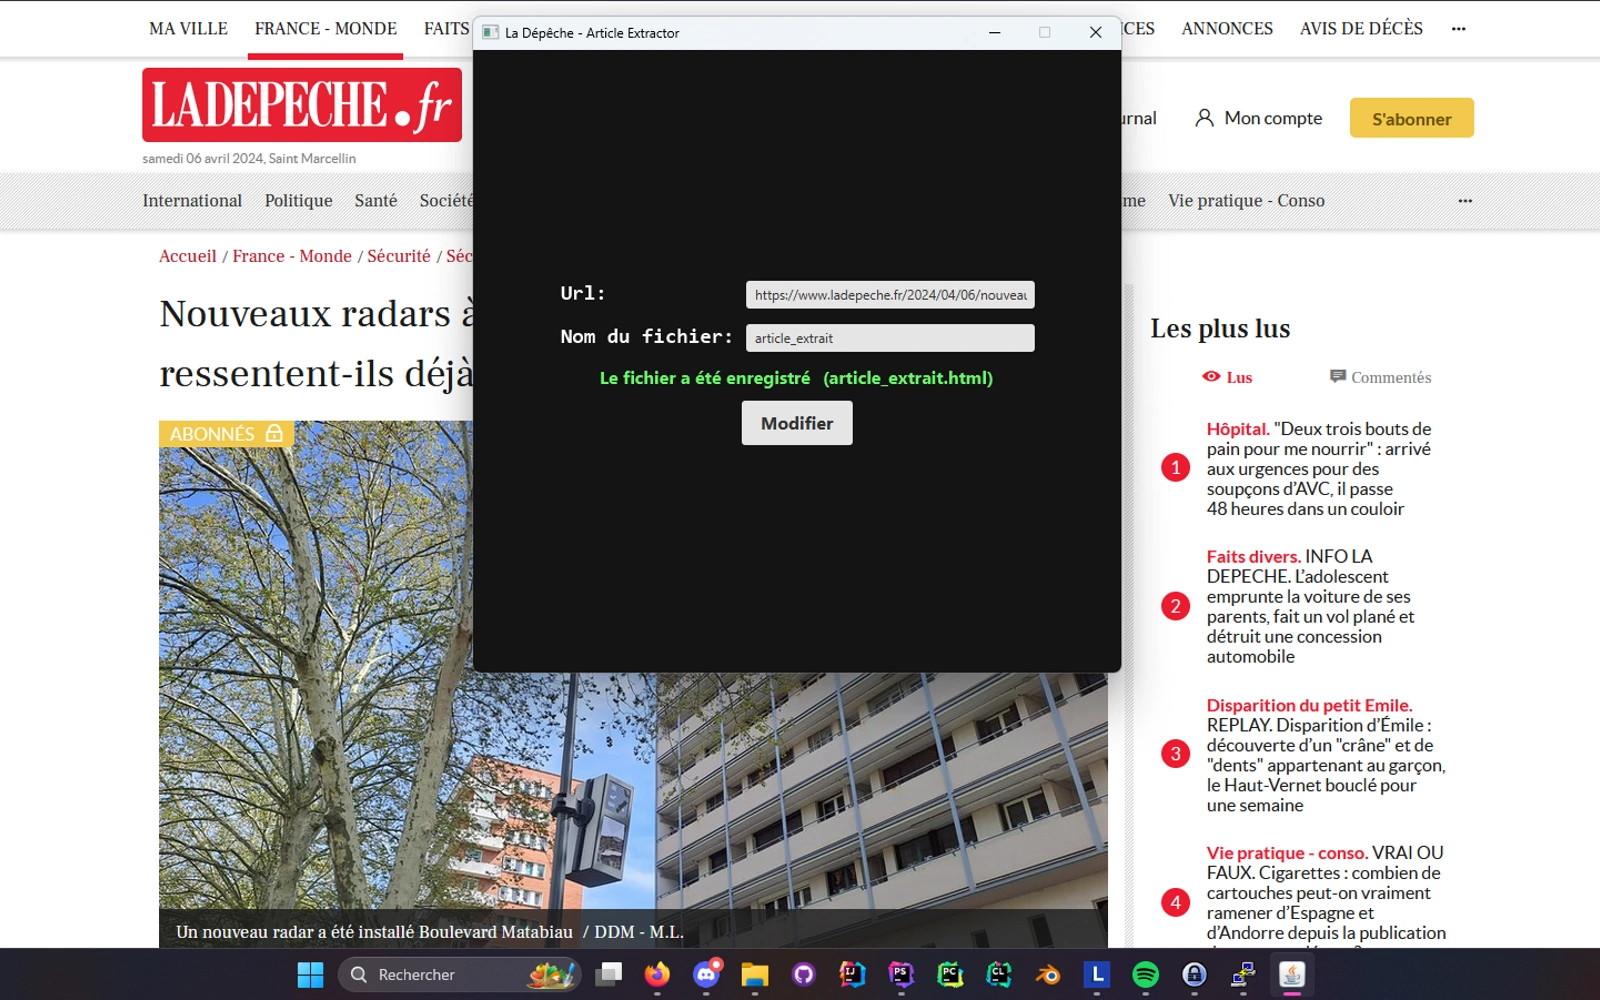 MA VILLE FRANCE - MONDE FAITS
ANNONCES AVIS DE DÉCÈS •••
La Dépêche - Article Extractor
LADEPECHE.fr
Mon compte
S'abonner
samedi 06 avril 2024, Saint Marcellin
International Politique Santé Société
Vie pratique - Conso •••
Accueil / France - Monde / Sécurité /
Nouveaux radars à
ressentent-ils déjà
ABONNÉS
Url: https://www.ladepeche.fr/2024/04/06/nouveau
Nom du fichier: article_extrait
Le fichier a été enregistré (article_extrait.html)
Modifier
Un nouveau radar a été installé Boulevard Matabiau / DDM - M.L.
Les plus lus
Lus Commentés
1
Hôpital. "Deux trois bouts de
pain pour me nourrir" : arrivé
aux urgences pour des
soupçons d’AVC, il passe
48 heures dans un couloir
2
Faits divers. INFO LA
DEPECHE. L’adolescent
emprunte la voiture de ses
parents, fait un vol plané et
détruit une concession
automobile
3
Disparition du petit Emile.
REPLAY. Disparition d’Émile :
découverte d’un "crâne" et de
"dents" appartenant au garçon,
le Haut-Vernet bouclé pour
une semaine
4
Vie pratique - conso. VRAI OU
FAUX. Cigarettes : combien de
cartouches peut-on vraiment
ramener d’Espagne et
d’Andorre depuis la publication
Rechercher
IJ PS PC CL L